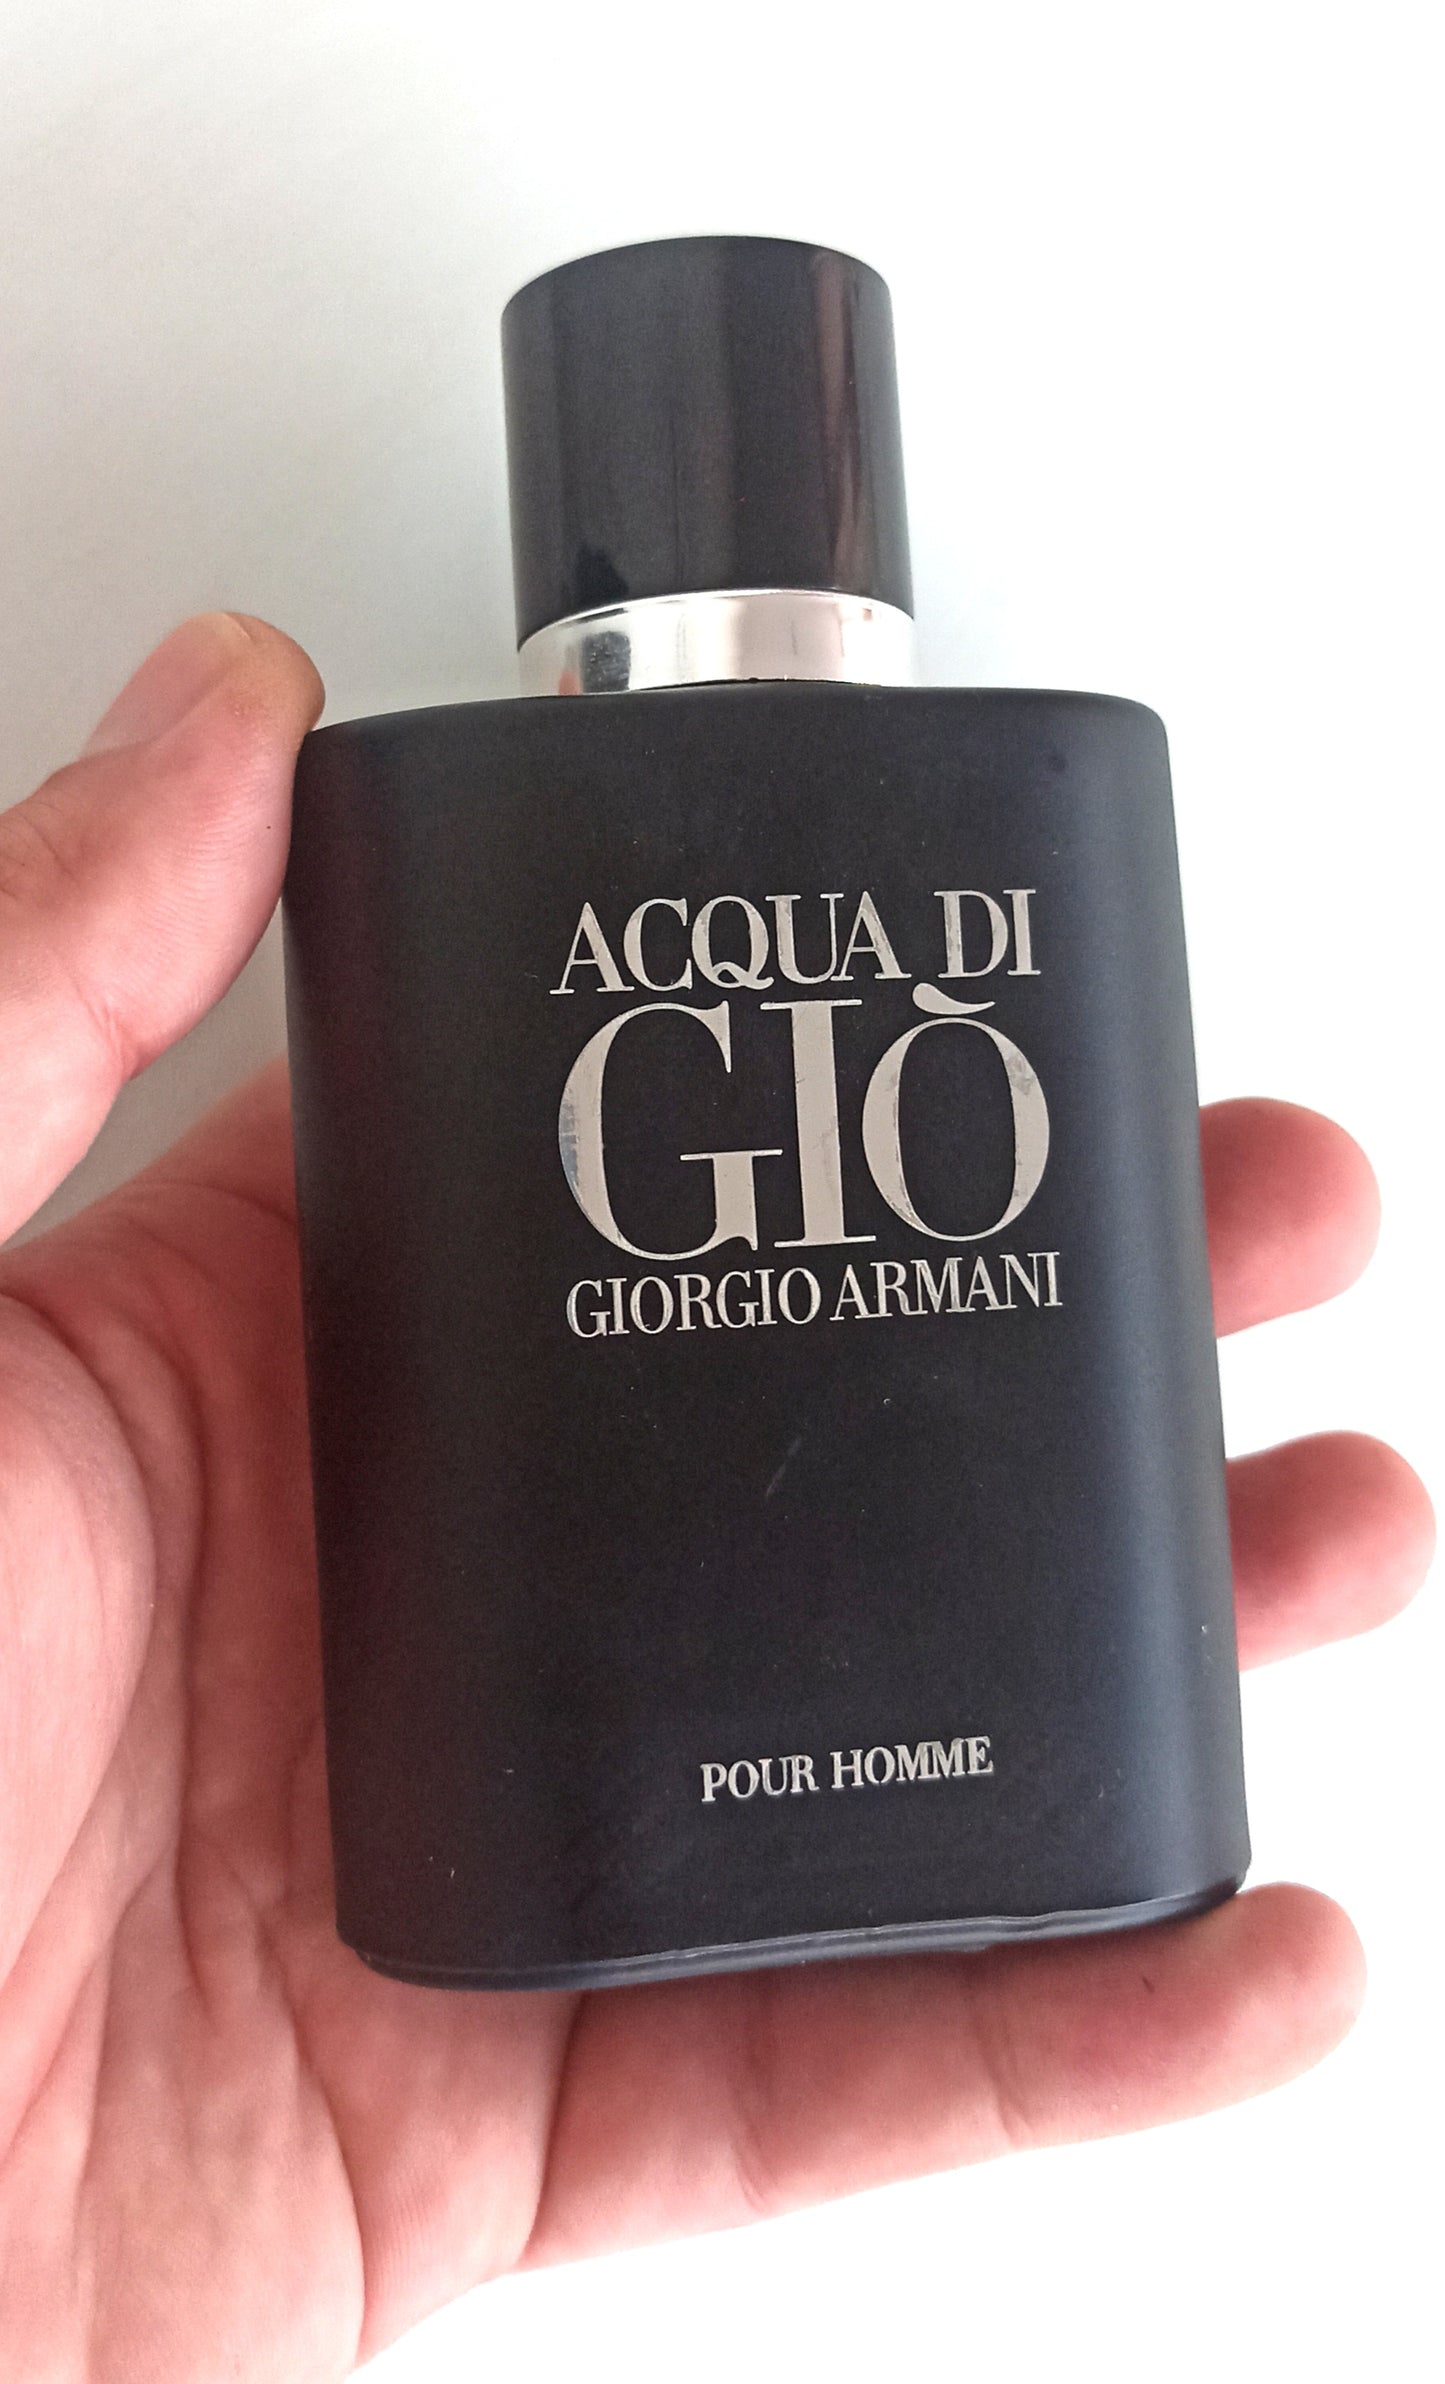 ACQUA DI
GIÒ
GIORGIO ARMANI
POUR HOMME